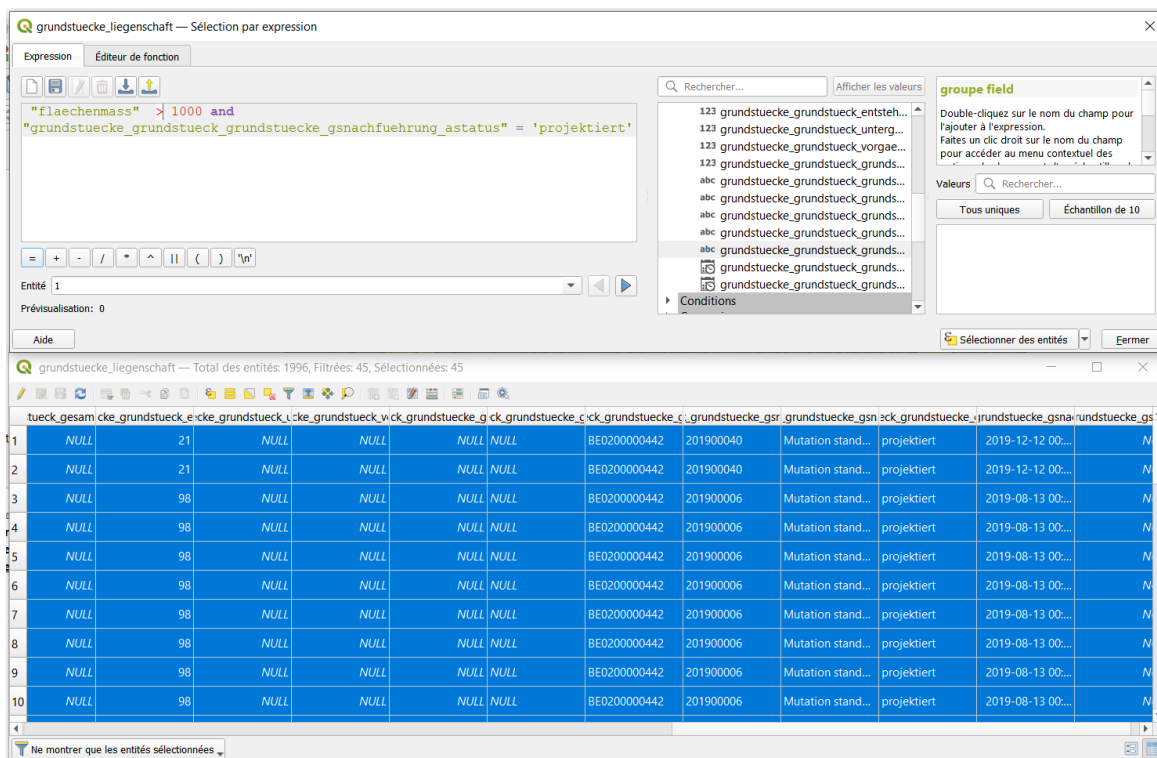 grundstuecke_liegenschaft — Sélection par expression
Expression Éditeur de fonction
"flaechenmass" > 1000 and
"grundstuecke_grundstueck_grundstuecke_gsnachfuehrung_astatus" = 'projektiert'
= + - / * ^ || ( ) '\n'
Entité 1
Prévisualisation: 0
Aide
Rechercher... Afficher les valeurs
123 grundstuecke_grundstueck_entsteh...
123 grundstuecke_grundstueck_unterg...
123 grundstuecke_grundstueck_vorgae...
123 grundstuecke_grundstueck_grunds...
abc grundstuecke_grundstueck_grunds...
abc grundstuecke_grundstueck_grunds...
abc grundstuecke_grundstueck_grunds...
abc grundstuecke_grundstueck_grunds...
abc grundstuecke_grundstueck_grunds...
grundstuecke_grundstueck_grunds...
grundstuecke_grundstueck_grunds...
Conditions
groupe field
Double-cliquez sur le nom du champ pour
l'ajouter à l'expression.
Faites un clic droit sur le nom du champ
pour accéder au menu contextuel des
Valeurs Rechercher...
Tous uniques Échantillon de 10
Sélectionner des entités Fermer
grundstuecke_liegenschaft — Total des entités: 1996, Filtrées: 45, Sélectionnées: 45
:tueck_gesam cke_grundstueck_e :cke_grundstueck_u :cke_grundstueck_v ck_grundstuecke_g ck_grundstuecke_g :ck_grundstuecke_g _grundstuecke_gsn _grundstuecke_gsn eck_grundstuecke_ grundstuecke_gsna rundstuecke_gs
1 NULL 21 NULL NULL NULL NULL BE0200000442 201900040 Mutation stand... projektiert 2019-12-12 00:... N
2 NULL 21 NULL NULL NULL NULL BE0200000442 201900040 Mutation stand... projektiert 2019-12-12 00:... N
3 NULL 98 NULL NULL NULL NULL BE0200000442 201900006 Mutation stand... projektiert 2019-08-13 00:... N
4 NULL 98 NULL NULL NULL NULL BE0200000442 201900006 Mutation stand... projektiert 2019-08-13 00:... N
5 NULL 98 NULL NULL NULL NULL BE0200000442 201900006 Mutation stand... projektiert 2019-08-13 00:... N
6 NULL 98 NULL NULL NULL NULL BE0200000442 201900006 Mutation stand... projektiert 2019-08-13 00:... N
7 NULL 98 NULL NULL NULL NULL BE0200000442 201900006 Mutation stand... projektiert 2019-08-13 00:... N
8 NULL 98 NULL NULL NULL NULL BE0200000442 201900006 Mutation stand... projektiert 2019-08-13 00:... N
9 NULL 98 NULL NULL NULL NULL BE0200000442 201900006 Mutation stand... projektiert 2019-08-13 00:... N
10 NULL 98 NULL NULL NULL NULL BE0200000442 201900006 Mutation stand... projektiert 2019-08-13 00:... N
Ne montrer que les entités sélectionnées